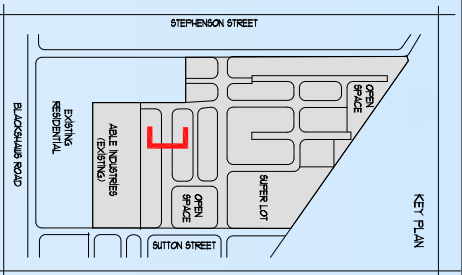 STEPHENSON STREET
OPEN
SPACE
EXISTING
RESIDENTIAL
BLACKSHAWS ROAD
ABLE INDUSTRIES
(EXISTING)
OPEN
SPACE
SUPER LOT
KEY PLAN
SUTTON STREET